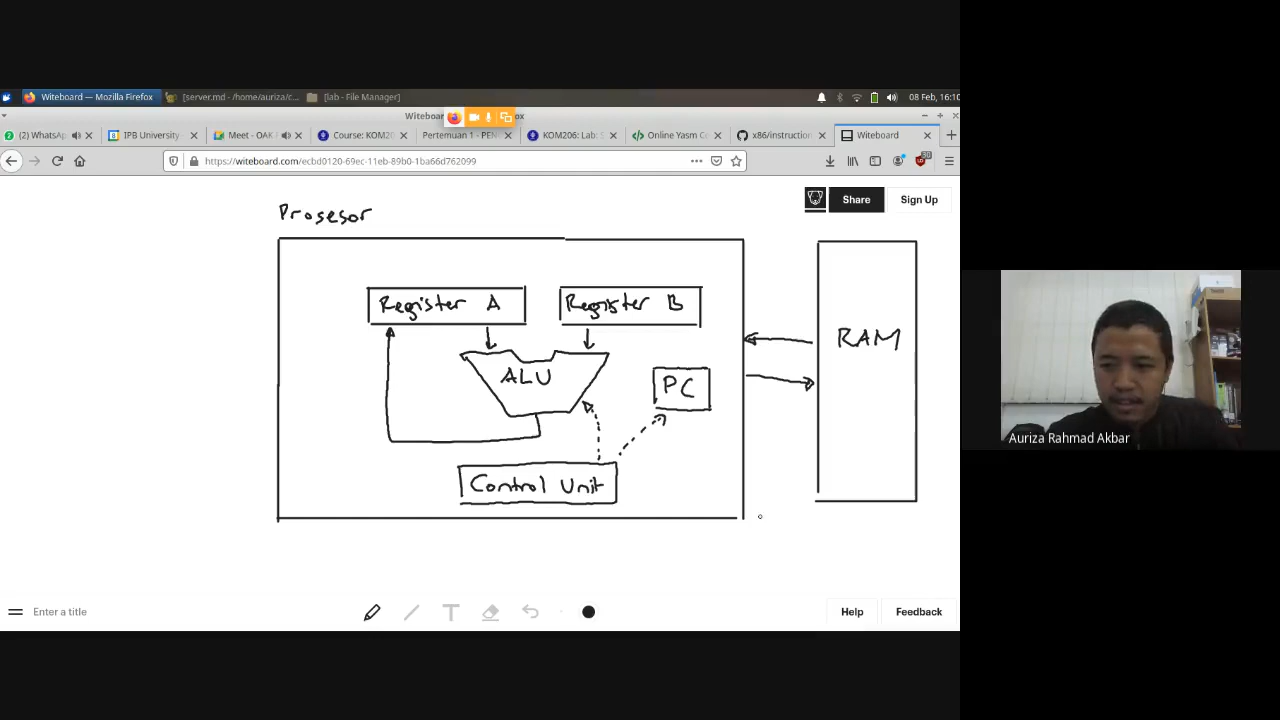 Witeboard — Mozilla Firefox
[server.md - /home/auriza/c...
[lab - File Manager]
08 Feb, 16:10
(2) WhatsAp
IPB University
Meet - OAK
Course: KOM20
Pertemuan 1 - PEN
KOM206: Lab: S
Online Yasm Co
x86/instruction
Witeboard
https://witeboard.com/ecbd0120-69ec-11eb-89b0-1ba66d762099
Share
Sign Up
Prosesor
Register A
Register B
ALU
PC
RAM
Control Unit
Auriza Rahmad Akbar
Enter a title
T
Help
Feedback